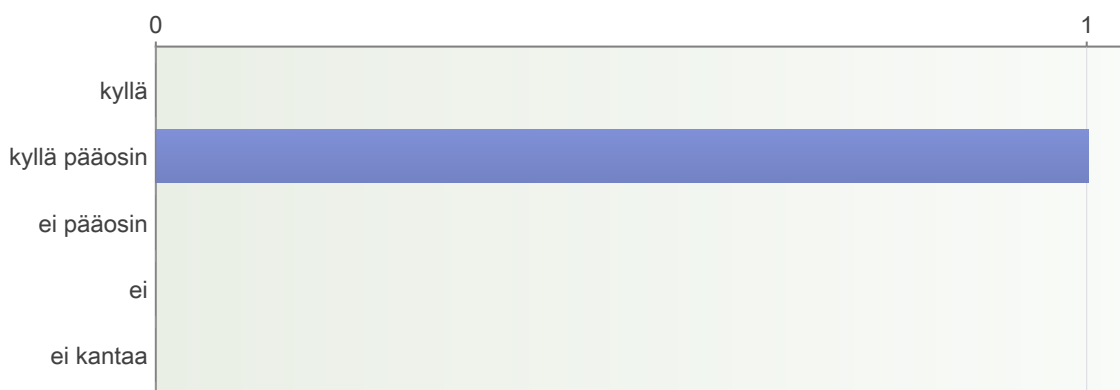 0 1
kyllä
kyllä pääosin
ei pääosin
ei
ei kantaa